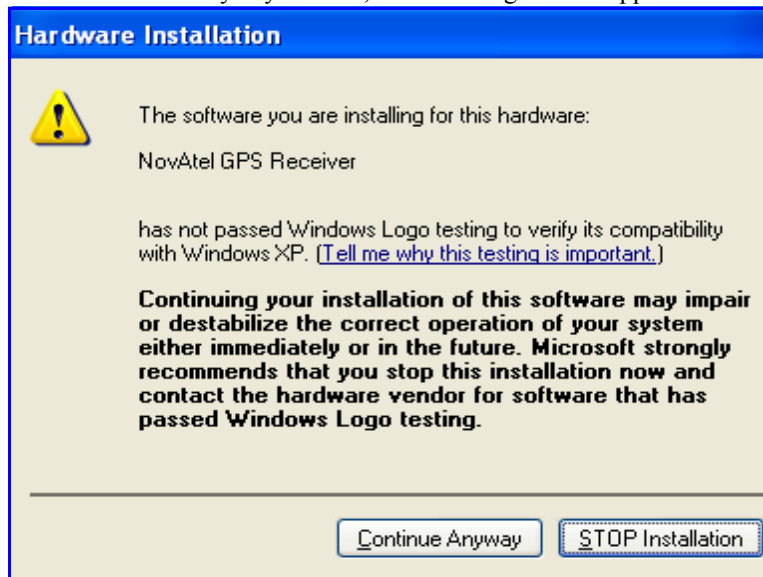 Hardware Installation
The software you are installing for this hardware:
NovAtel GPS Receiver
has not passed Windows Logo testing to verify its compatibility
with Windows XP. (Tell me why this testing is important.)
Continuing your installation of this software may impair
or destabilize the correct operation of your system
either immediately or in the future. Microsoft strongly
recommends that you stop this installation now and
contact the hardware vendor for software that has
passed Windows Logo testing.
Continue Anyway STOP Installation